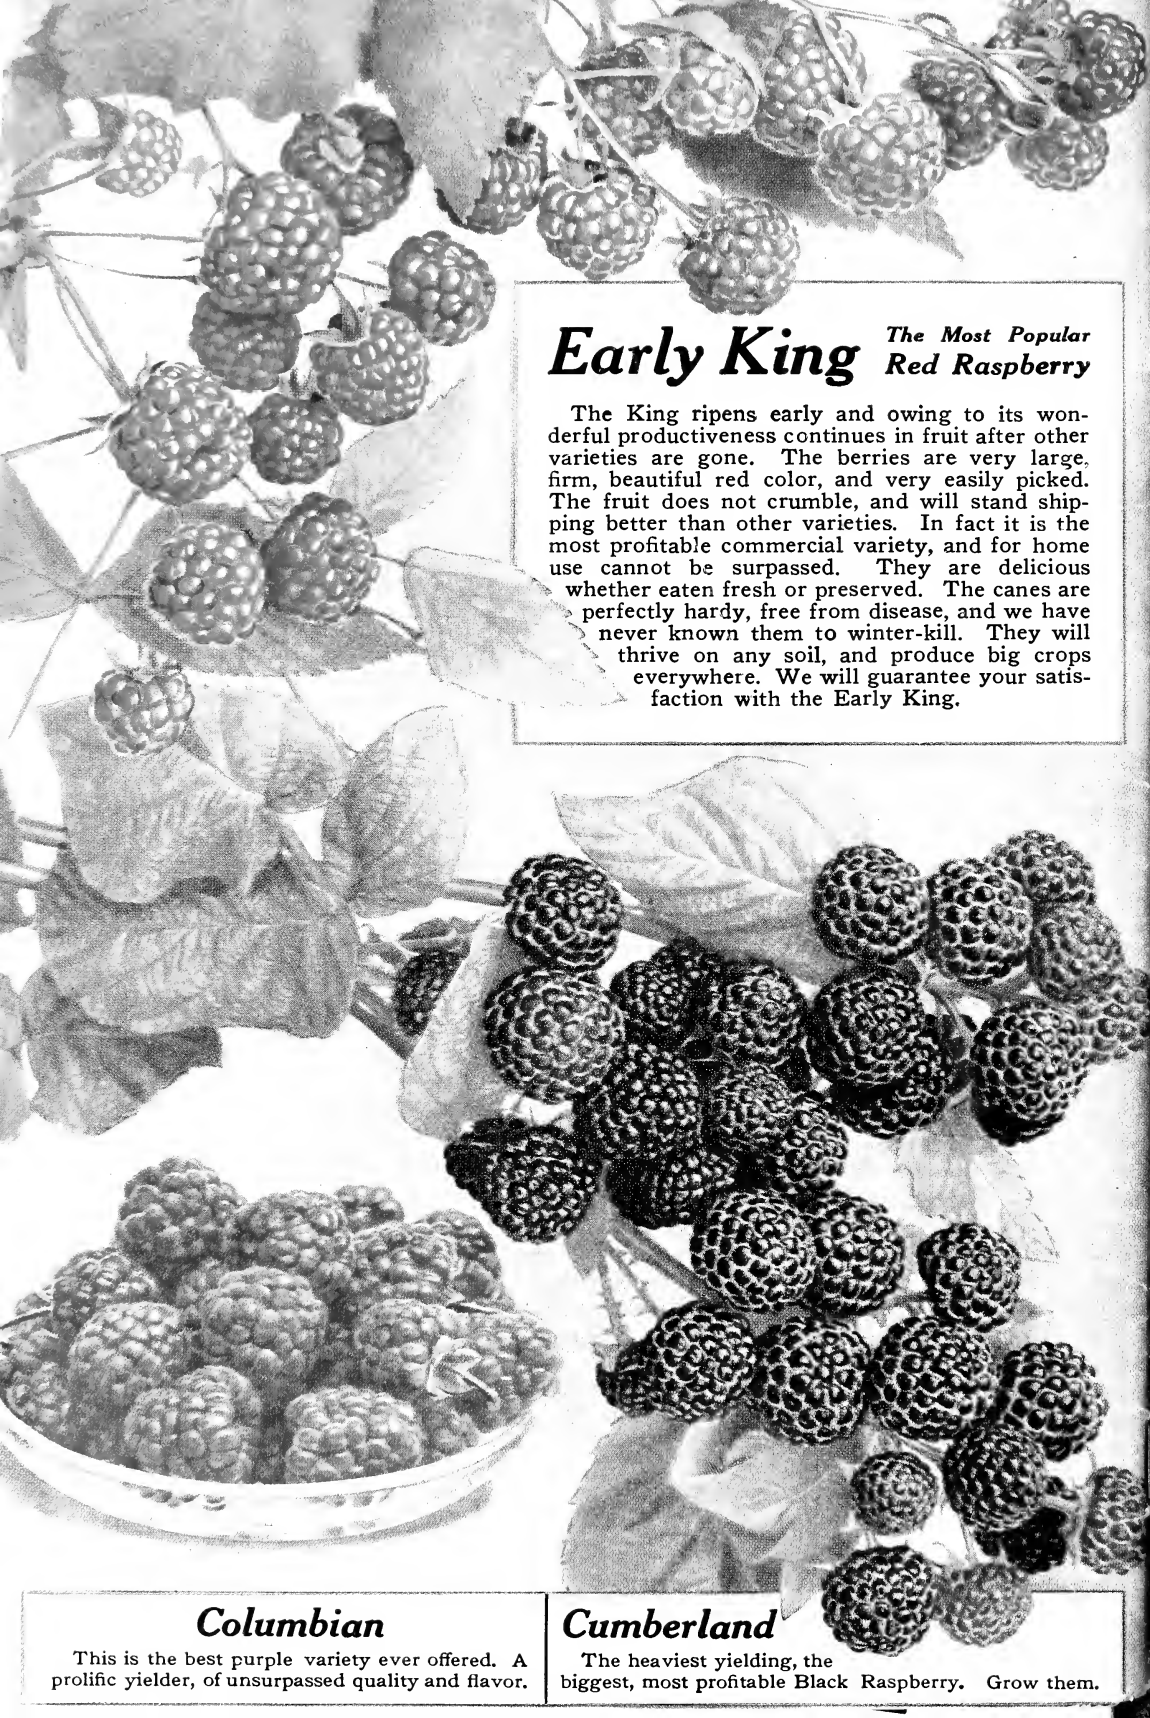 Early King
The Most Popular
Red Raspberry
The King ripens early and owing to its won-
derful productiveness continues in fruit after other
varieties are gone. The berries are very large,
firm, beautiful red color, and very easily picked.
The fruit does not crumble, and will stand ship-
ping better than other varieties. In fact it is the
most profitable commercial variety, and for home
use cannot be surpassed. They are delicious
whether eaten fresh or preserved. The canes are
perfectly hardy, free from disease, and we have
never known them to winter-kill. They will
thrive on any soil, and produce big crops
everywhere. We will guarantee your satis-
faction with the Early King.
Columbian
This is the best purple variety ever offered. A
prolific yielder, of unsurpassed quality and flavor.
Cumberland
The heaviest yielding, the
biggest, most profitable Black Raspberry. Grow them.